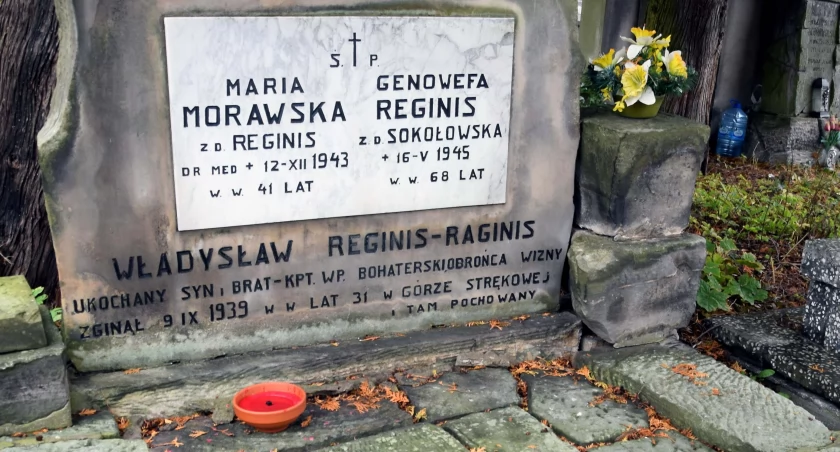 Ś. P.
MARIA
MORAWSKA
Z D. REGINIS
DR MED + 12-XII 1943
W. W. 41 LAT
GENOWEFA
REGINIS
Z D. SOKOŁOWSKA
+ 16-V 1945
W. W. 68 LAT
WŁADYSŁAW REGINIS-RAGINIS
UKOCHANY SYN I BRAT-KPT. WP. BOHATERSKI, OBROŃCA WIZNY
ZGINĄŁ 9 IX 1939 W W LAT 31 W GÓRZE STRĘKOWEJ
I TAM POCHOWANY